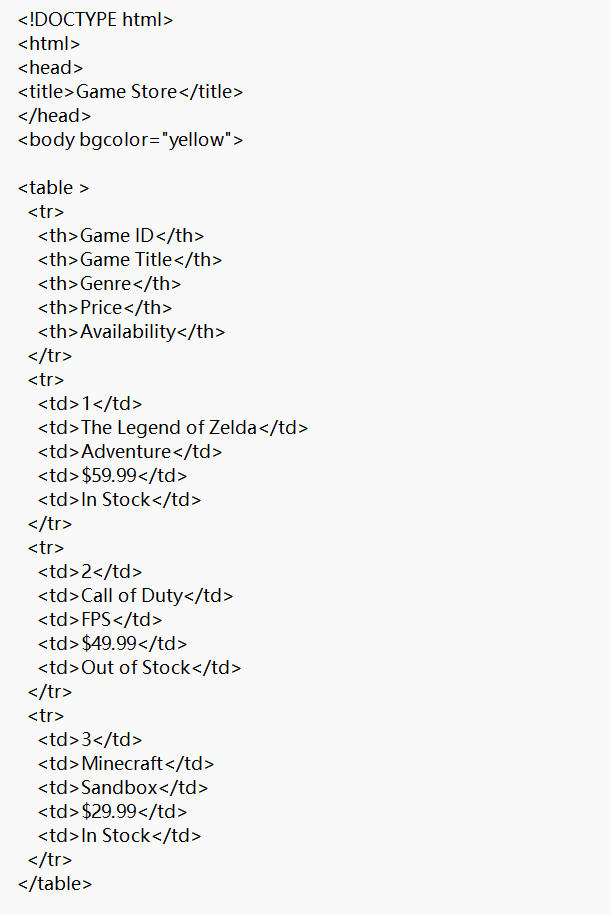 <!DOCTYPE html>
<html>
<head>
<title>Game Store</title>
</head>
<body bgcolor="yellow">

<table >
  <tr>
    <th>Game ID</th>
    <th>Game Title</th>
    <th>Genre</th>
    <th>Price</th>
    <th>Availability</th>
  </tr>
  <tr>
    <td>1</td>
    <td>The Legend of Zelda</td>
    <td>Adventure</td>
    <td>$59.99</td>
    <td>In Stock</td>
  </tr>
  <tr>
    <td>2</td>
    <td>Call of Duty</td>
    <td>FPS</td>
    <td>$49.99</td>
    <td>Out of Stock</td>
  </tr>
  <tr>
    <td>3</td>
    <td>Minecraft</td>
    <td>Sandbox</td>
    <td>$29.99</td>
    <td>In Stock</td>
  </tr>
</table>